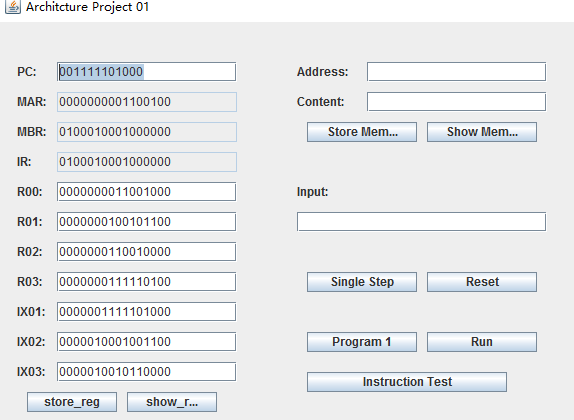 Architcture Project 01
PC: 001111101000 Address:
MAR: 0000000001100100 Content:
MBR: 0100010001000000 Store Mem... Show Mem...
IR: 0100010001000000
R00: 0000000011001000 Input:
R01: 0000000100101100
R02: 0000000110010000
R03: 0000000111110100 Single Step Reset
IX01: 0000001111101000
IX02: 0000010001001100 Program 1 Run
IX03: 0000010010110000 Instruction Test
store_reg show_r...